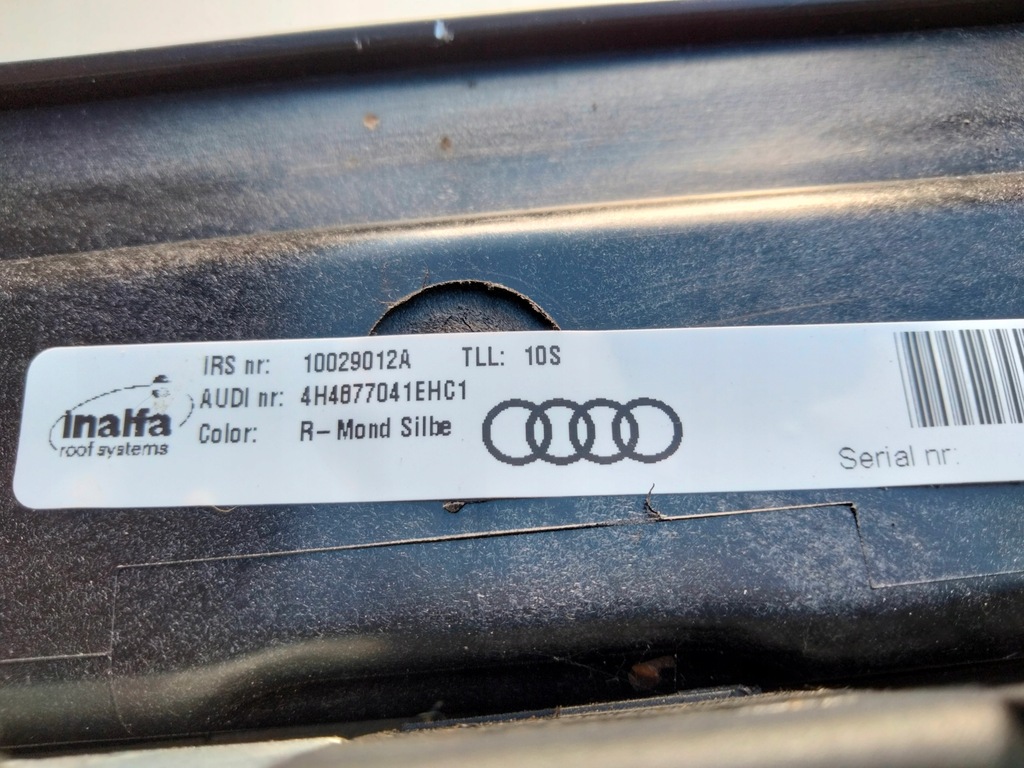 IRS nr: 10029012A TLL: 10S
AUDI nr: 4H4877041EHC1
Color: R-Mond Silbe
inalfa
roof systems
Serial nr: